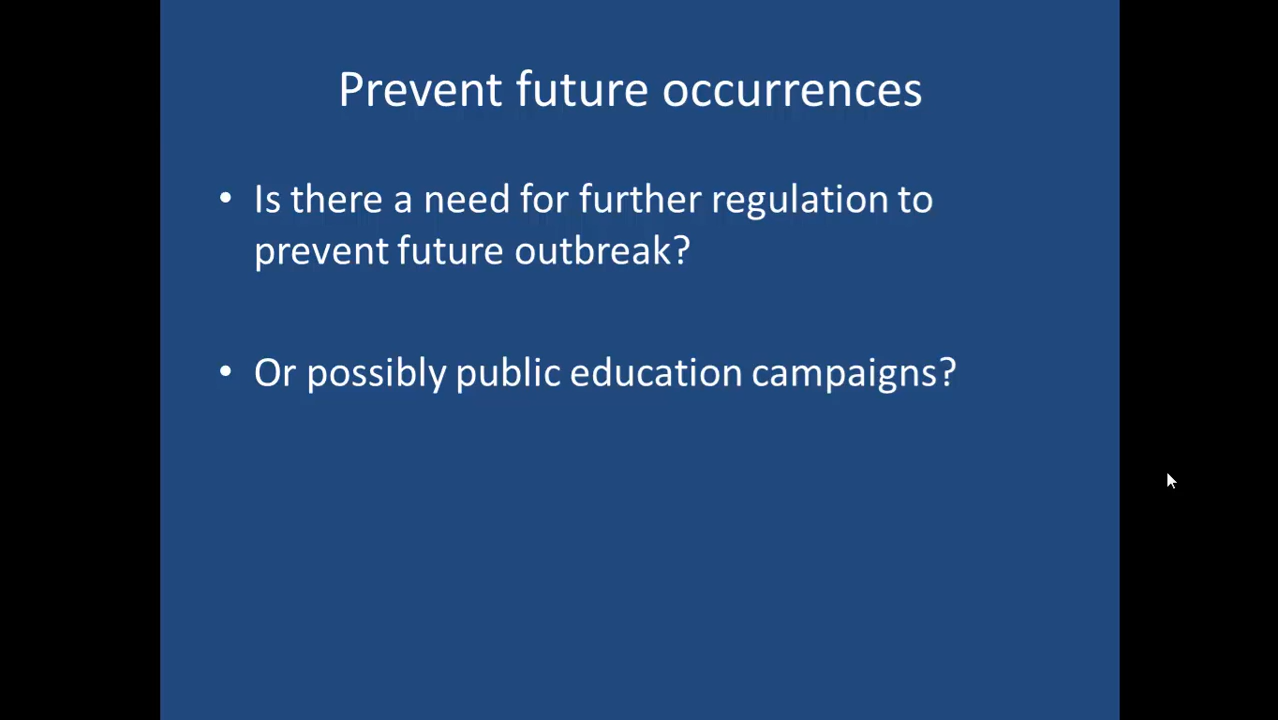 Prevent future occurrences
• Is there a need for further regulation to
prevent future outbreak?
• Or possibly public education campaigns?